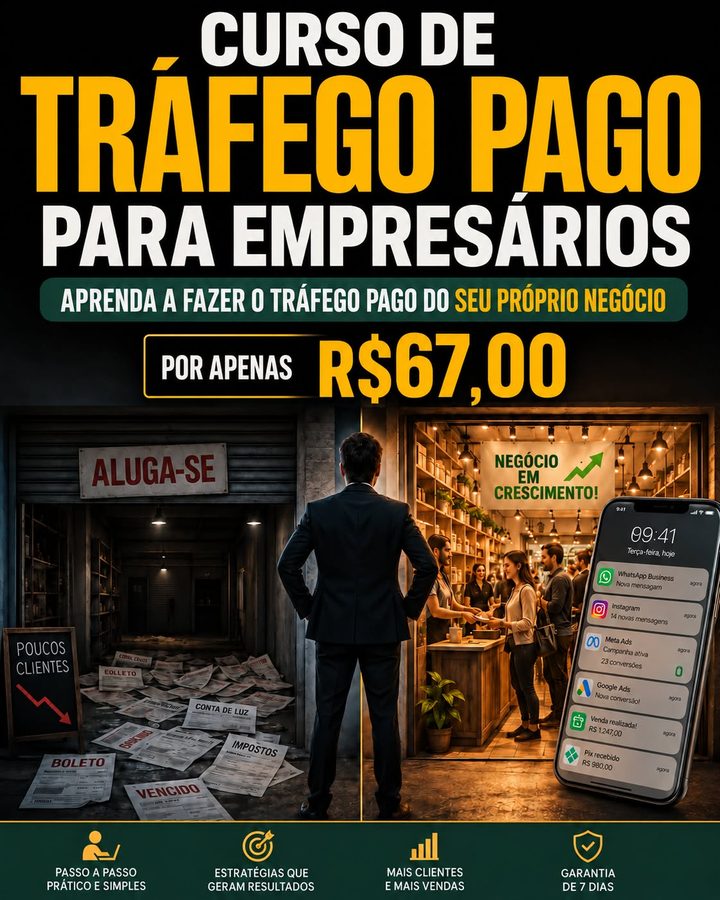 CURSO DE
TRÁFEGO PAGO
PARA EMPRESÁRIOS
APRENDA A FAZER O TRÁFEGO PAGO DO SEU PRÓPRIO NEGÓCIO
POR APENAS R$67,00
ALUGA-SE
POUCOS
CLIENTES
BOLETO
CONTA DE LUZ
IMPOSTOS
BOLETO
VENCIDO
NEGÓCIO
EM
CRESCIMENTO!
9:41
09:41
Terça-feira, hoje
WhatsApp Business
agora
Nova mensagem
Instagram
agora
14 novas mensagens
Meta Ads
agora
Campanha ativa
23 conversões
Google Ads
agora
Nova conversão!
Venda realizada!
agora
R$ 1.247,00
Pix recebido
agora
R$ 980,00
PASSO A PASSO
PRÁTICO E SIMPLES
ESTRATÉGIAS QUE
GERAM RESULTADOS
MAIS CLIENTES
E MAIS VENDAS
GARANTIA
DE 7 DIAS